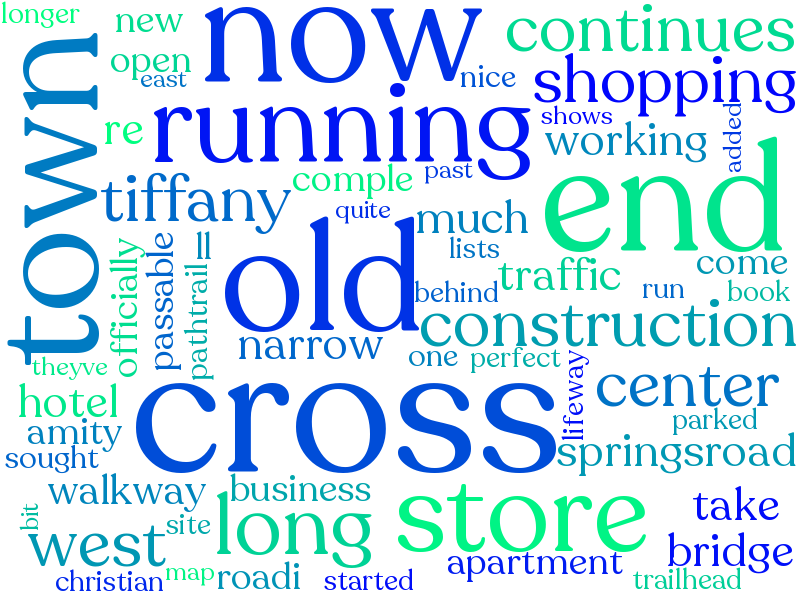 longer
new
now
continues
open
east
nice
shopping
town
running
shows
re
working
added
past
comple
tiffany
quite
much
end
ll
old
lists
traffic
come
officially
passable
pathtrail
behind
run
book
narrow
construction
theyve
one
perfect
hotel
cross
lifeway
center
amity
parked
sought
springsroad
walkway
business
long
store
take
bit
site
west
apartment
bridge
christian
map
roadi
started
trailhead